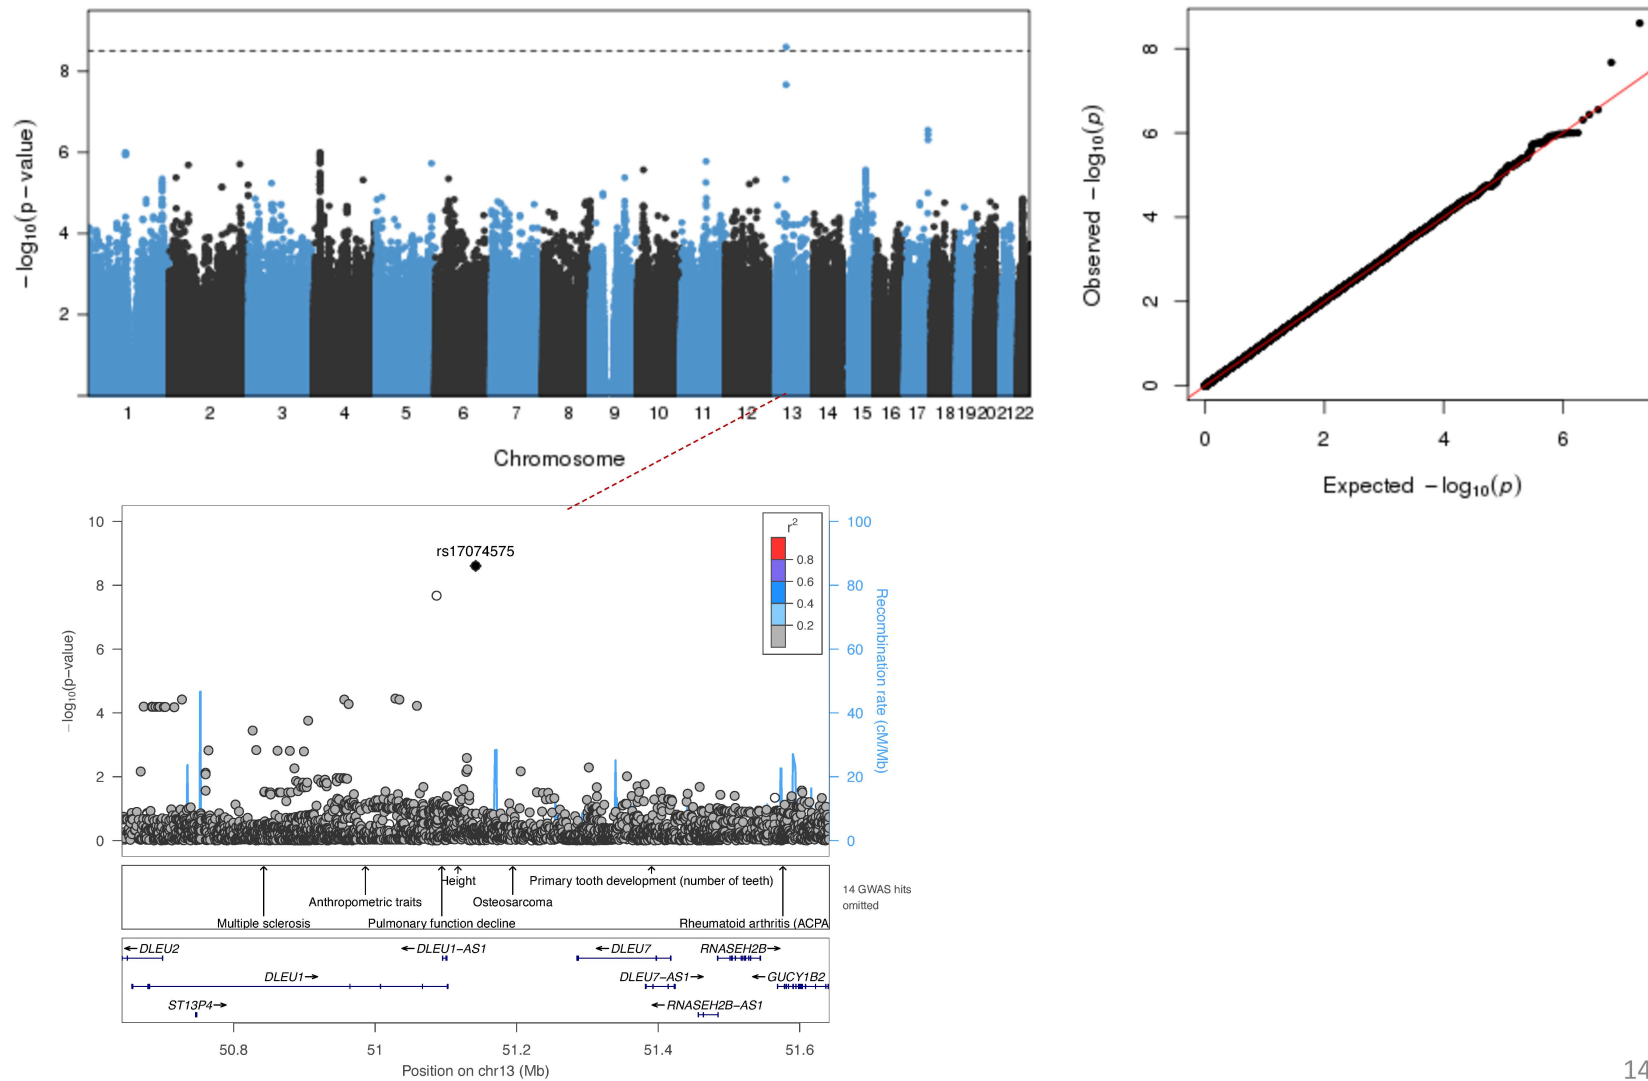 8
6
4
2
−log10(p−value)
1 2 3 4 5 6 7 8 9 10 11 12 13 14 15 16 17 18 19 20 21 22
Chromosome
8
6
4
2
0
Observed −log10(p)
0 2 4 6
Expected −log10(p)
10
8
6
4
2
0
−log10(p−value)
rs17074575
r2
0.8
0.6
0.4
0.2
100
80
60
40
20
0
Recombination rate (cM/Mb)
Height Primary tooth development (number of teeth)
Anthropometric traits Osteosarcoma
Multiple sclerosis Pulmonary function decline Rheumatoid arthritis (ACPA
14 GWAS hits
omitted
←DLEU2 ←DLEU1−AS1 ←DLEU7 RNASEH2B→
DLEU1→ DLEU7−AS1→ ←GUCY1B2
ST13P4→ ←RNASEH2B−AS1
50.8 51 51.2 51.4 51.6
Position on chr13 (Mb)
14